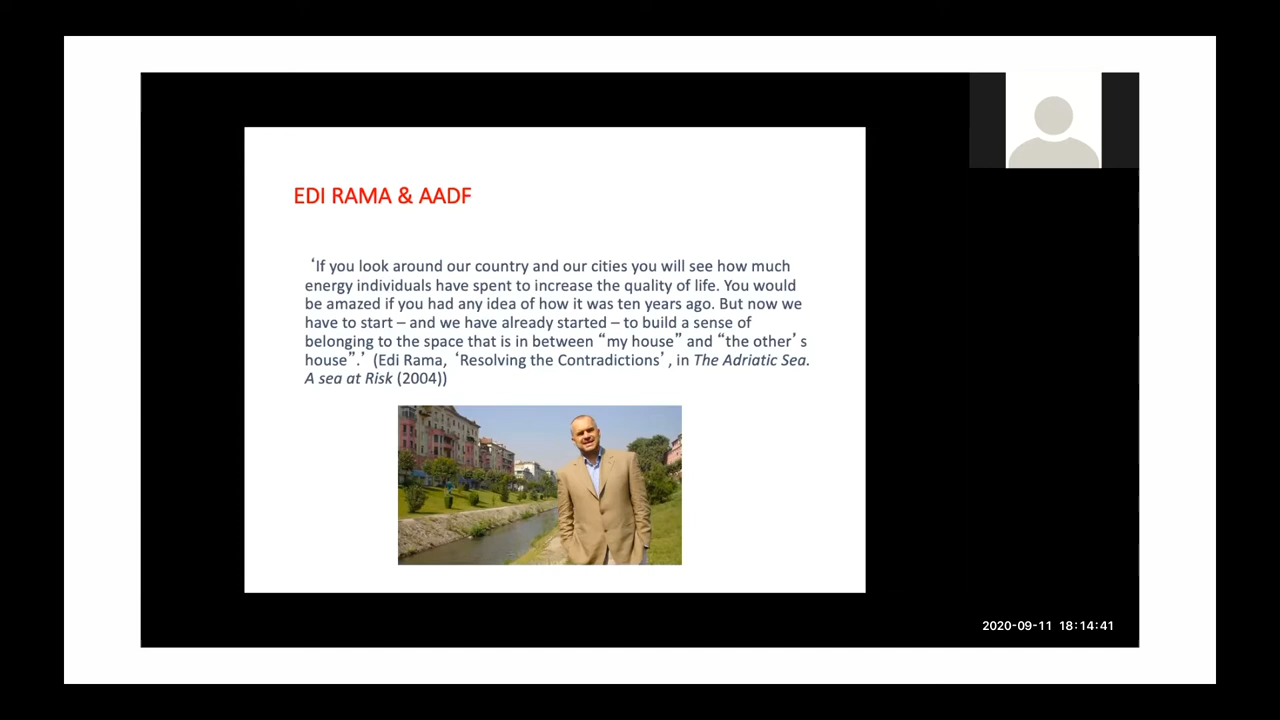 EDI RAMA & AADF
‘If you look around our country and our cities you will see how much
energy individuals have spent to increase the quality of life. You would
be amazed if you had any idea of how it was ten years ago. But now we
have to start – and we have already started – to build a sense of
belonging to the space that is in between “my house” and “the other’s
house”.’ (Edi Rama, ‘Resolving the Contradictions’, in The Adriatic Sea.
A sea at Risk (2004))
2020-09-11 18:14:41